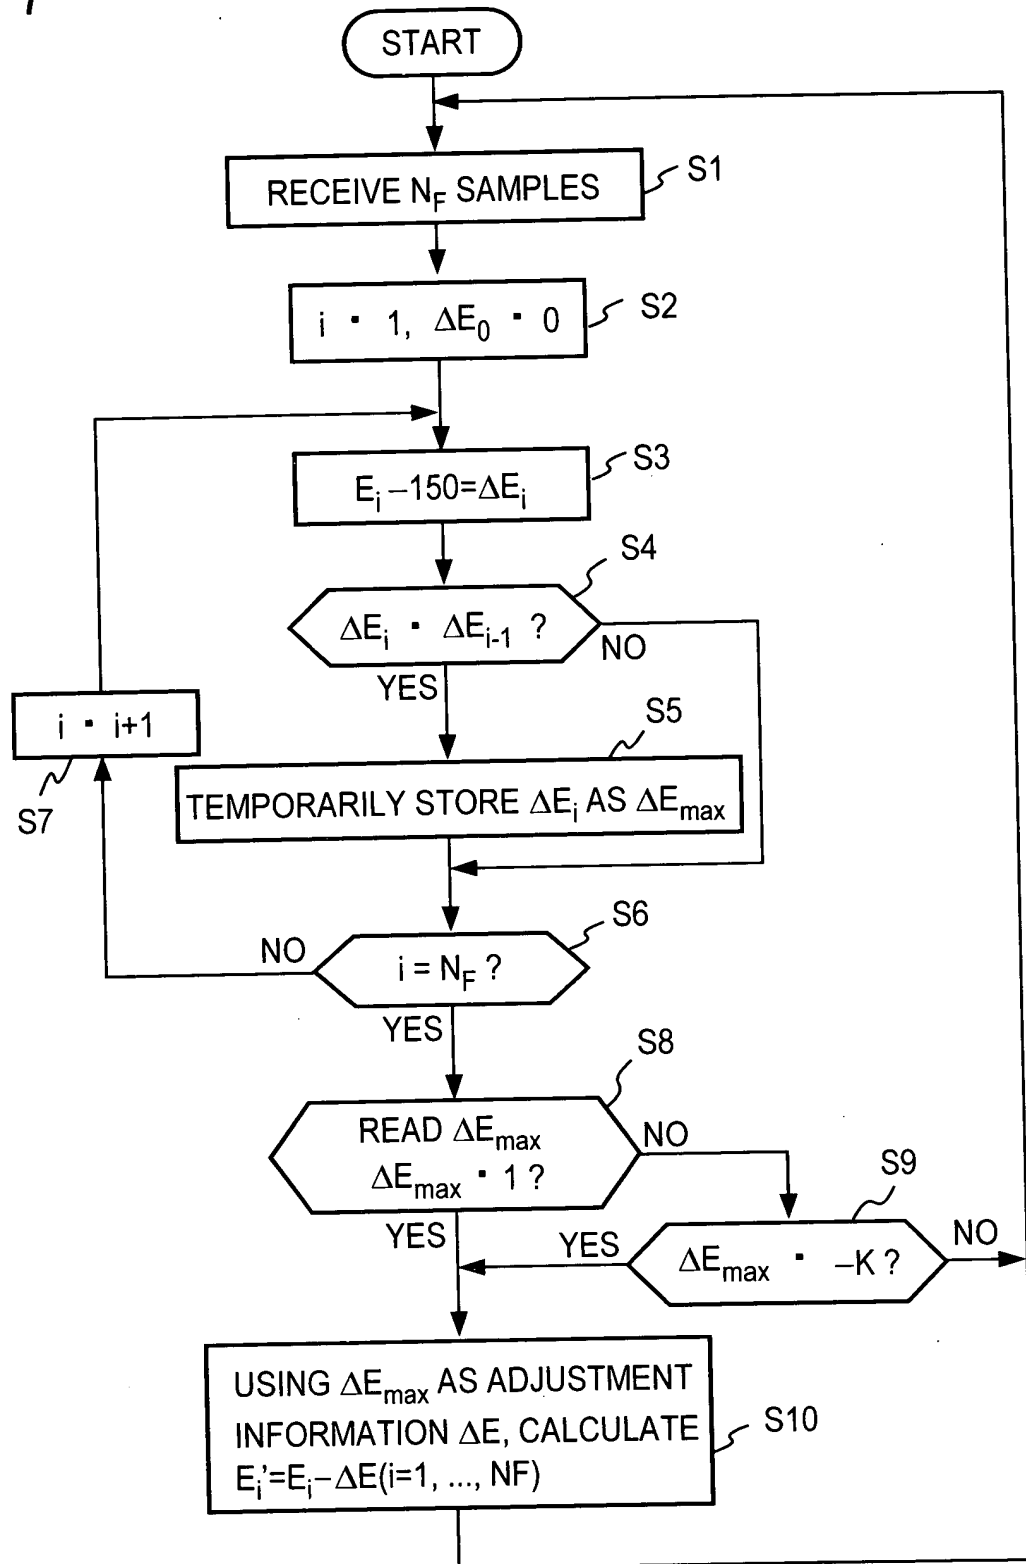 START
RECEIVE N_F SAMPLES
S1
i ▪ 1, ΔE_0 ▪ 0
S2
E_i –150=ΔE_i
S3
ΔE_i ▪ ΔE_i-1 ?
S4
NO
YES
i ▪ i+1
S7
S5
TEMPORARILY STORE ΔE_i AS ΔE_max
S6
NO
i = N_F ?
YES
S8
READ ΔE_max
ΔE_max ▪ 1 ?
NO
YES
S9
ΔE_max ▪ –K ?
YES
NO
USING ΔE_max AS ADJUSTMENT
INFORMATION ΔE, CALCULATE
E_i'=E_i–ΔE(i=1, ..., NF)
S10